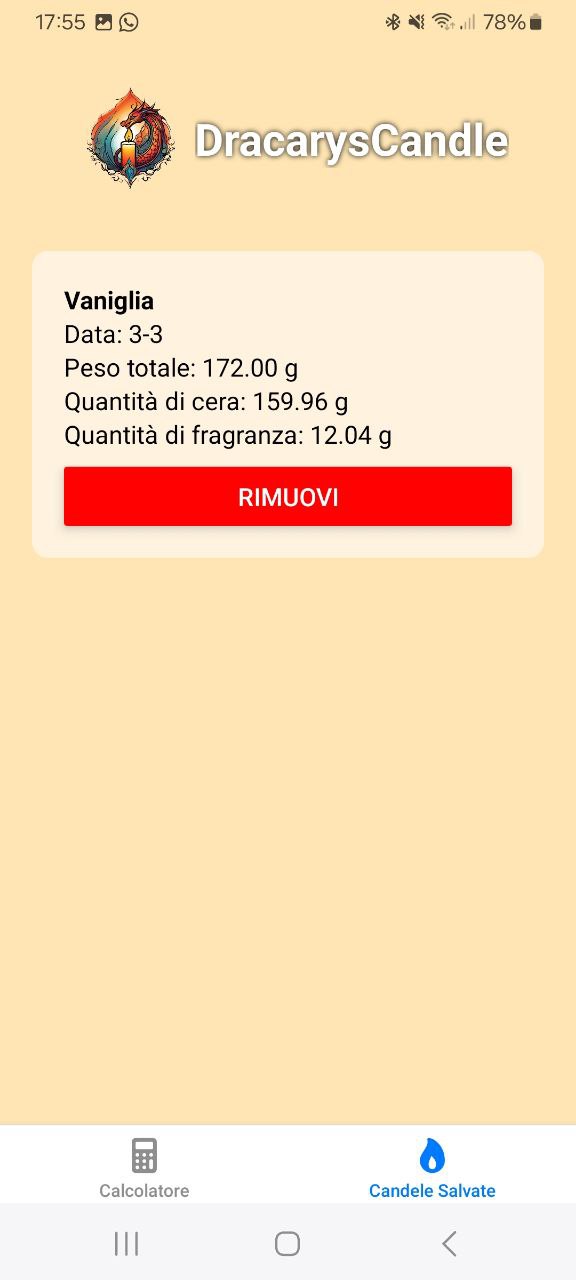 17:55 78%
DracarysCandle
Vaniglia
Data: 3-3
Peso totale: 172.00 g
Quantità di cera: 159.96 g
Quantità di fragranza: 12.04 g
RIMUOVI
Calcolatore Candele Salvate